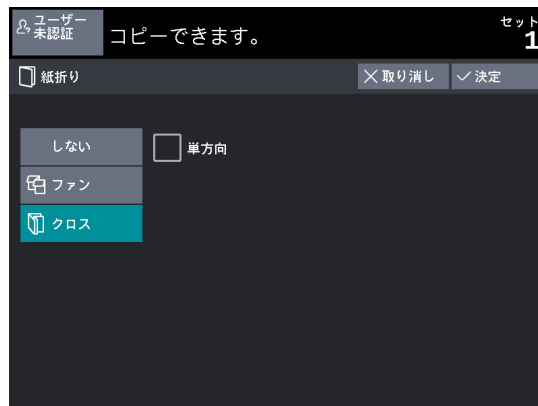 ユーザー
未認証
コピーできます。
セット
1
紙折り
取り消し
決定
しない
単方向
ファン
クロス